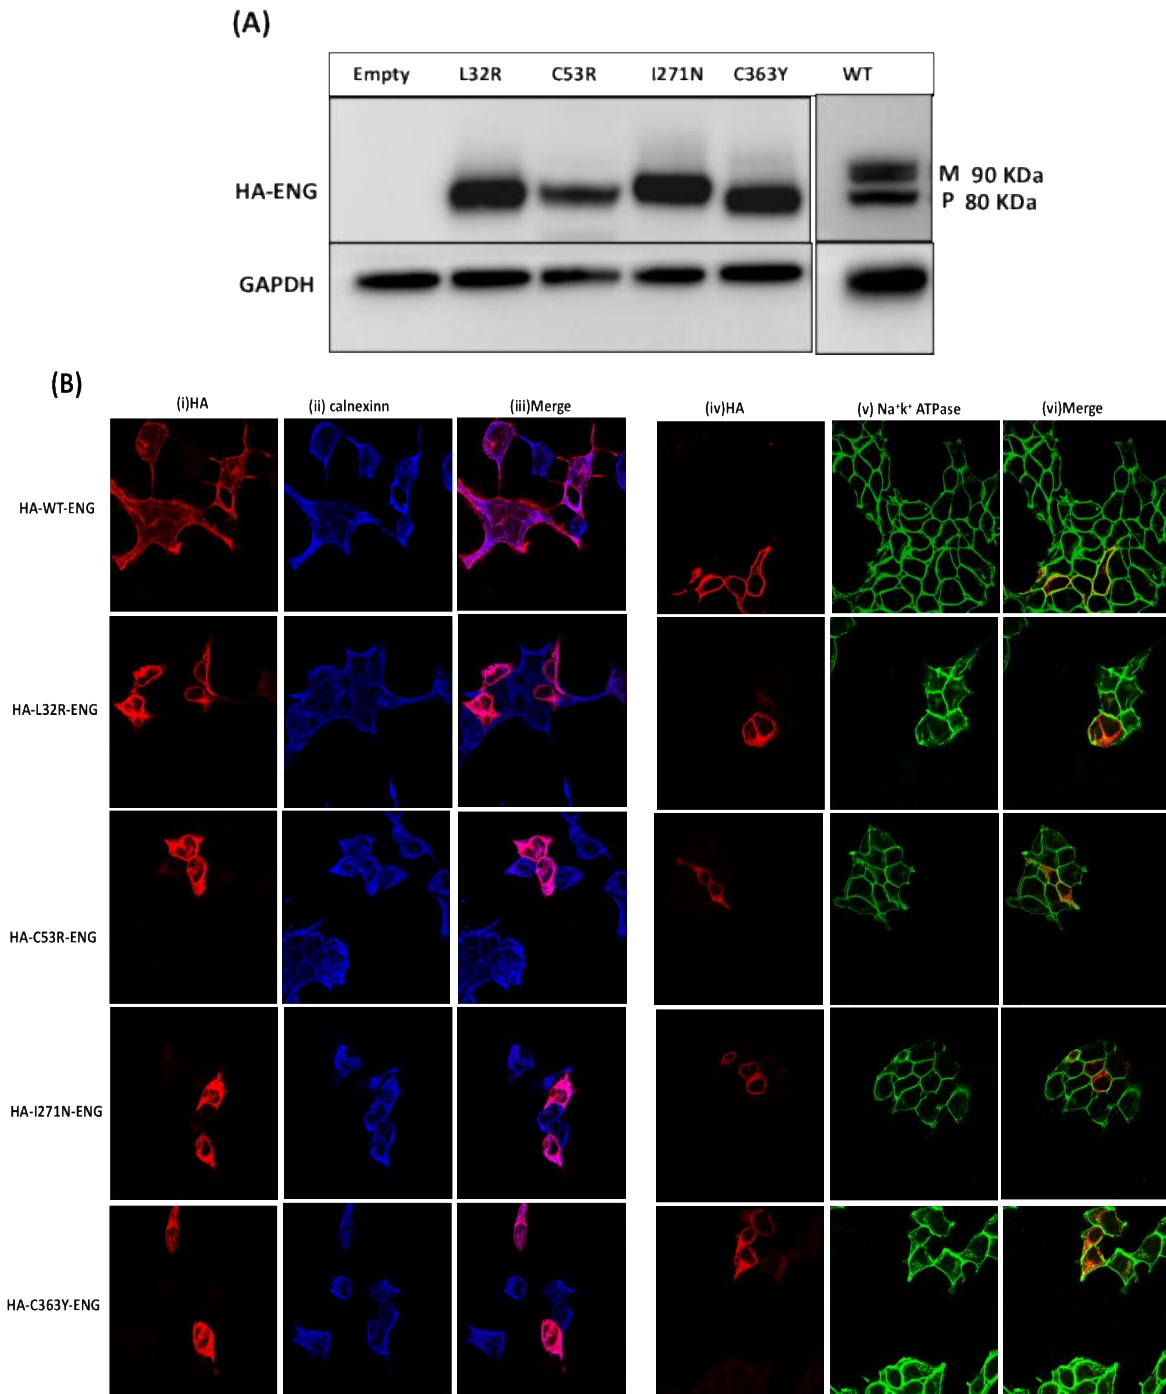 (A)
Empty L32R C53R I271N C363Y WT
HA-ENG
M 90 KDa
P 80 KDa
GAPDH
(B)
(i)HA (ii) calnexinn (iii)Merge (iv)HA (v) Na⁺k⁺ ATPase (vi)Merge
HA-WT-ENG
HA-L32R-ENG
HA-C53R-ENG
HA-I271N-ENG
HA-C363Y-ENG